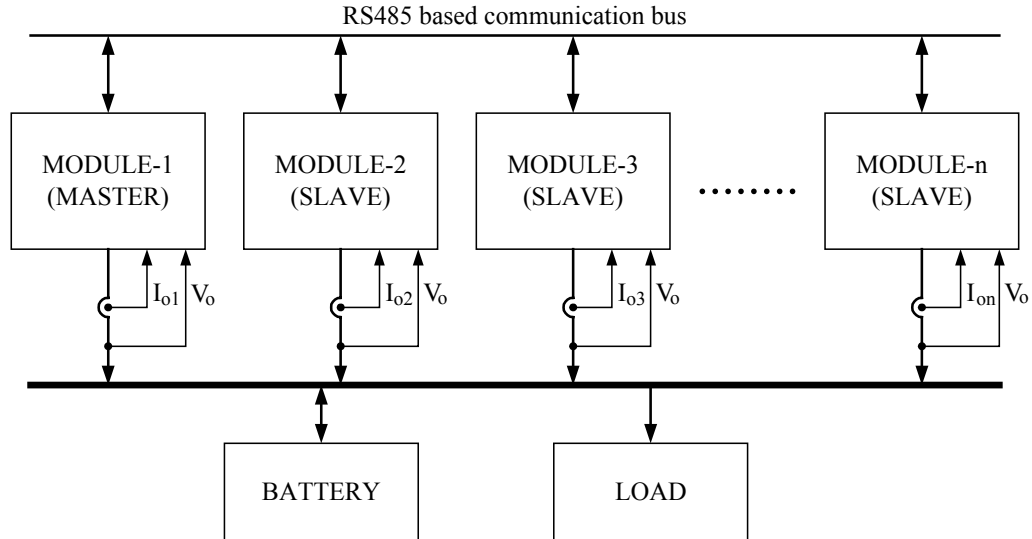 RS485 based communication bus
MODULE-1
(MASTER)
MODULE-2
(SLAVE)
MODULE-3
(SLAVE)
........
MODULE-n
(SLAVE)
Io1 Vo
Io2 Vo
Io3 Vo
Ion Vo
BATTERY
LOAD